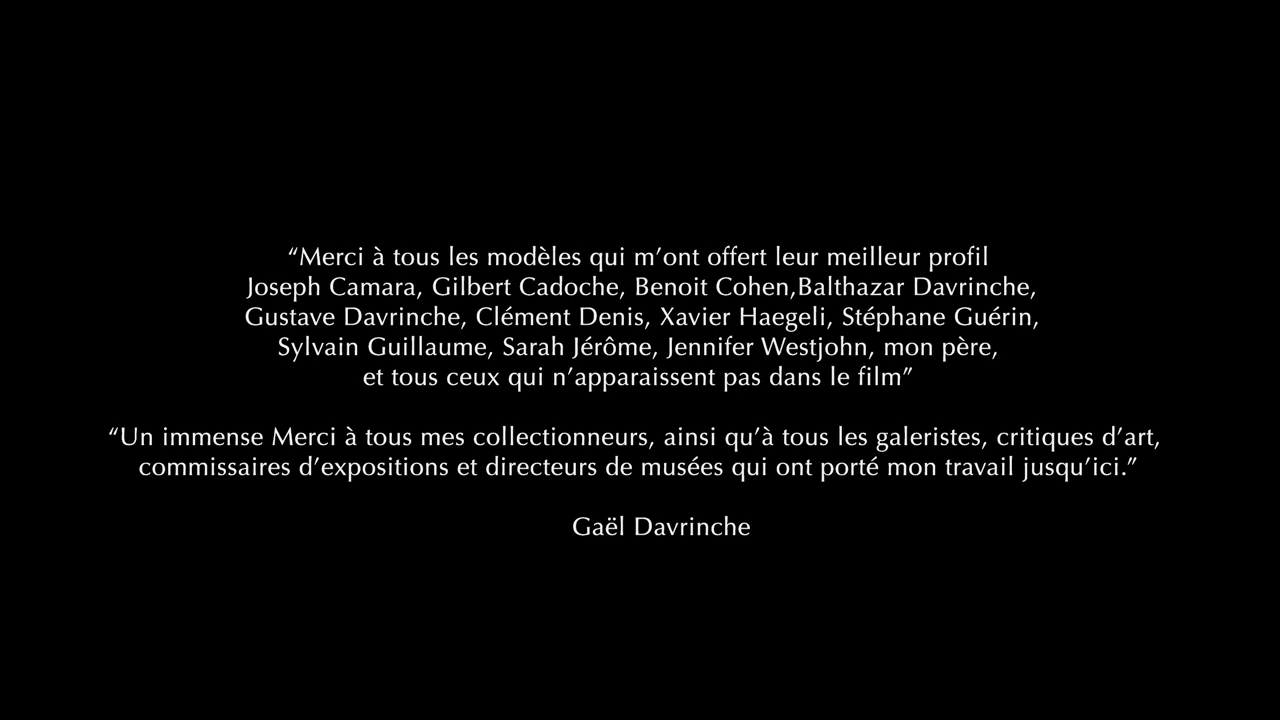 “Merci à tous les modèles qui m’ont offert leur meilleur profil
Joseph Camara, Gilbert Cadoche, Benoit Cohen,Balthazar Davrinche,
Gustave Davrinche, Clément Denis, Xavier Haegeli, Stéphane Guérin,
Sylvain Guillaume, Sarah Jérôme, Jennifer Westjohn, mon père,
et tous ceux qui n’apparaissent pas dans le film”
“Un immense Merci à tous mes collectionneurs, ainsi qu’à tous les galeristes, critiques d’art,
commissaires d’expositions et directeurs de musées qui ont porté mon travail jusqu’ici.”
Gaël Davrinche